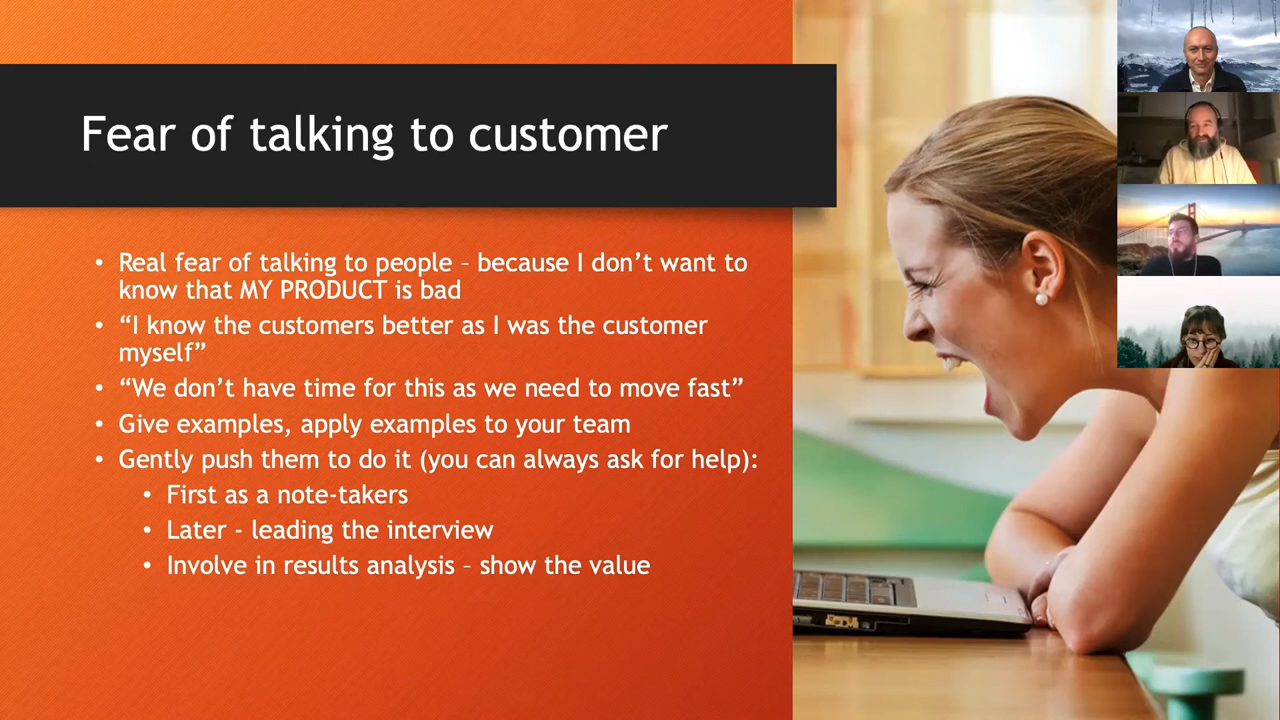 Fear of talking to customer
• Real fear of talking to people – because I don’t want to
know that MY PRODUCT is bad
• “I know the customers better as I was the customer
myself”
• “We don’t have time for this as we need to move fast”
• Give examples, apply examples to your team
• Gently push them to do it (you can always ask for help):
• First as a note-takers
• Later - leading the interview
• Involve in results analysis – show the value